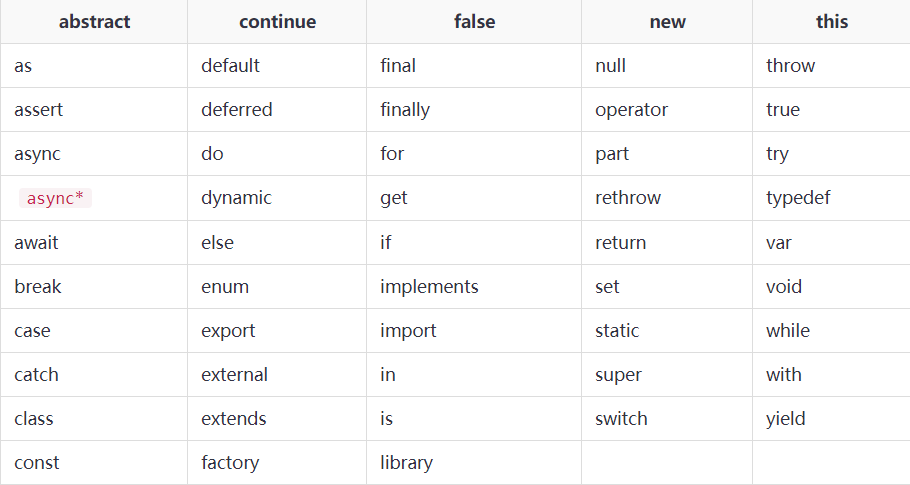 abstract continue false new this
as default final null throw
assert deferred finally operator true
async do for part try
async* dynamic get rethrow typedef
await else if return var
break enum implements set void
case export import static while
catch external in super with
class extends is switch yield
const factory library